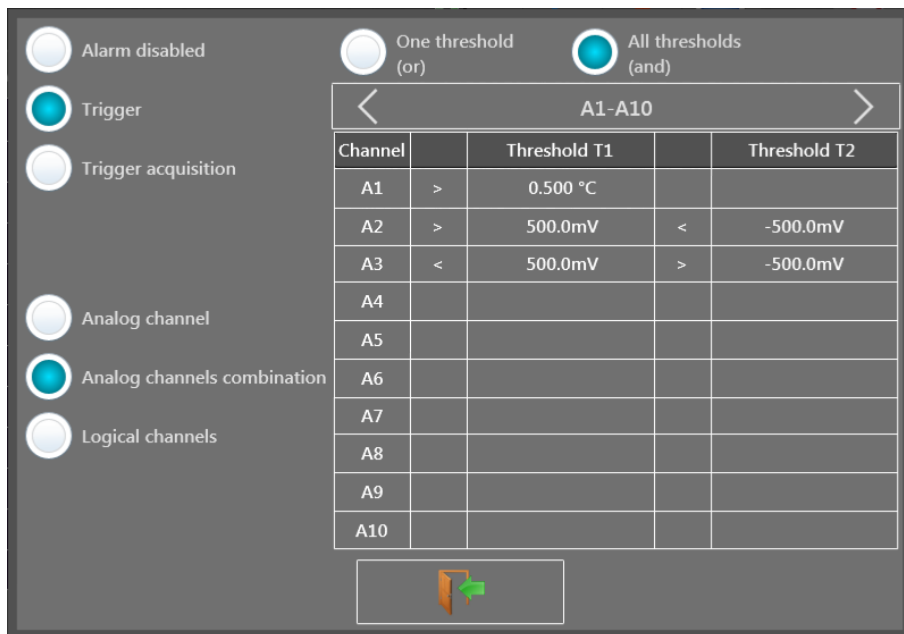 Alarm disabled
One threshold
(or)
All thresholds
(and)
Trigger
A1-A10
Trigger acquisition
Channel Threshold T1 Threshold T2
A1 > 0.500 °C
A2 > 500.0mV < -500.0mV
A3 < 500.0mV > -500.0mV
A4
Analog channel
A5
Analog channels combination
A6
A7
Logical channels
A8
A9
A10